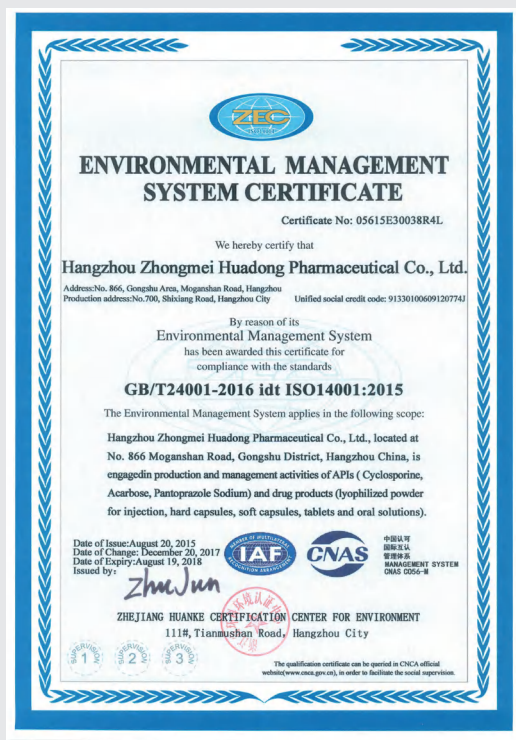 ZEC
ENVIRONMENTAL MANAGEMENT
SYSTEM CERTIFICATE
Certificate No: 05615E30038R4L
We hereby certify that
Hangzhou Zhongmei Huadong Pharmaceutical Co., Ltd.
Address:No. 866, Gongshu Area, Moganshan Road, Hangzhou
Production address:No.700, Shixiang Road, Hangzhou City
Unified social credit code: 91330100609120774J
By reason of its
Environmental Management System
has been awarded this certificate for
compliance with the standards
GB/T24001-2016 idt ISO14001:2015
The Environmental Management System applies in the following scope:
Hangzhou Zhongmei Huadong Pharmaceutical Co., Ltd., located at
No. 866 Moganshan Road, Gongshu District, Hangzhou China, is
engagedin production and management activities of APIs ( Cyclosporine,
Acarbose, Pantoprazole Sodium) and drug products (lyophilized powder
for injection, hard capsules, soft capsules, tablets and oral solutions).
Date of Issue:August 20, 2015
Date of Change: December 20, 2017
Date of Expiry:August 19, 2018
Issued by:
Zhu Jun
MEMBER OF MULTILATERAL
IAF
RECOGNITION ARRANGEMENT
CNAS
中国认可
国际互认
管理体系
MANAGEMENT SYSTEM
CNAS C056-M
ZHEJIANG HUANKE CERTIFICATION CENTER FOR ENVIRONMENT
111#, Tianmushan Road, Hangzhou City
SUPERVISION
1
SUPERVISION
2
SUPERVISION
3
The qualification certificate can be queried in CNCA official
website(www.cnca.gov.cn), in order to facilitate the social supervision.